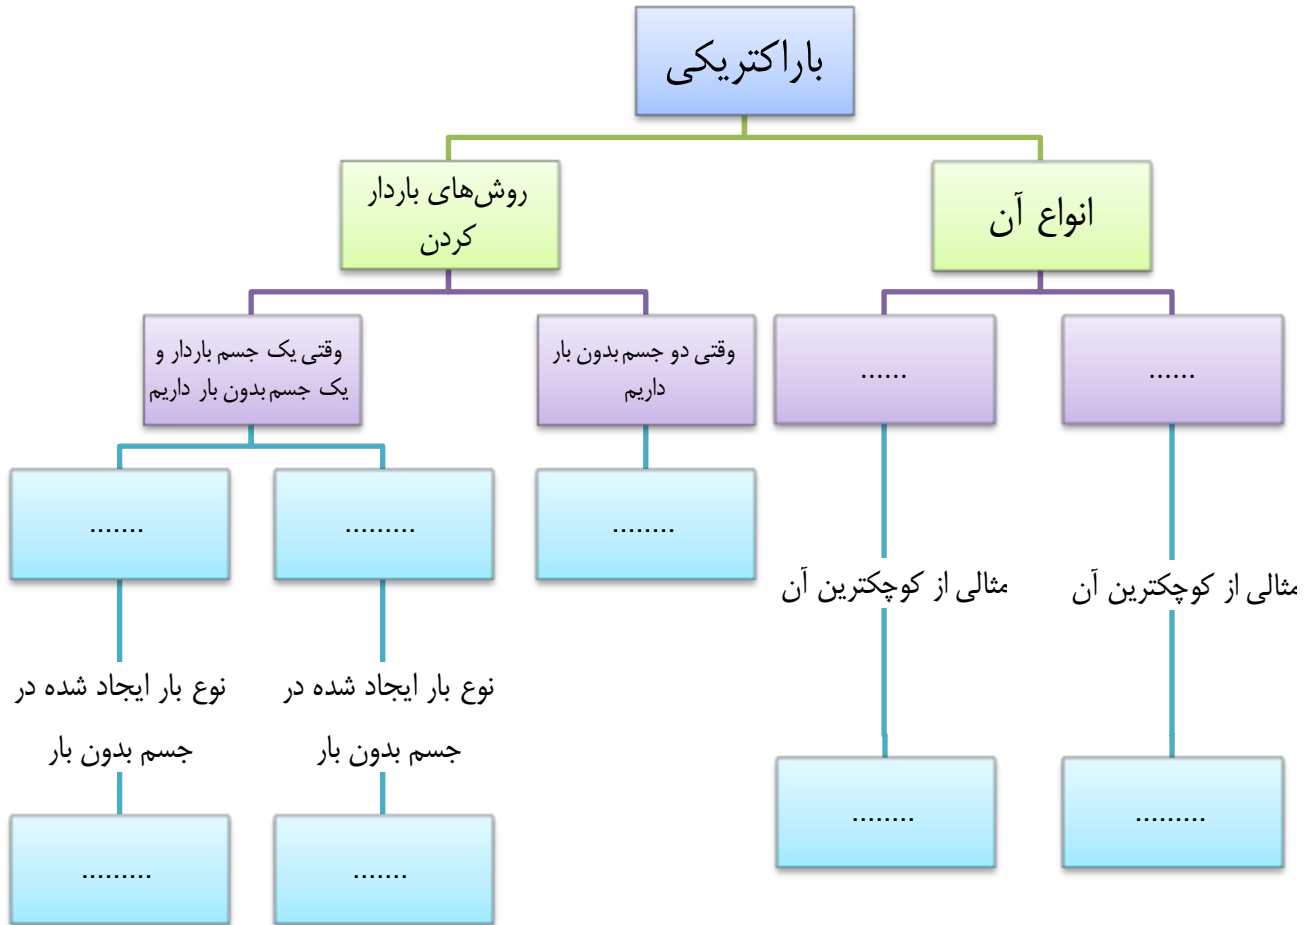 باراکتریکی
انواع آن
روش‌های باردار
کردن
......
......
وقتی دو جسم بدون بار
داریم
وقتی یک جسم باردار و
یک جسم بدون بار داریم
........
.........
.......
مثالی از کوچکترین آن
مثالی از کوچکترین آن
نوع بار ایجاد شده در
جسم بدون بار
نوع بار ایجاد شده در
جسم بدون بار
.........
........
.......
.........